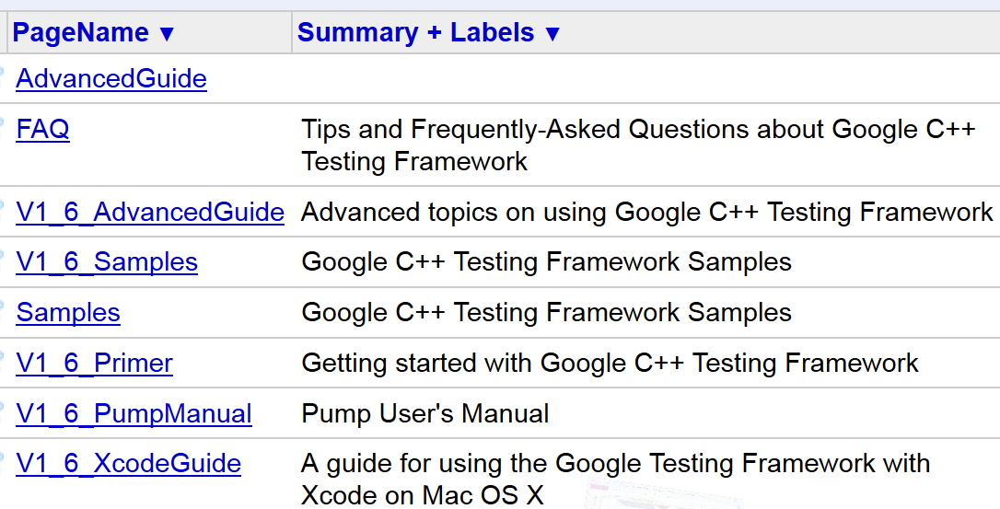 PageName ▼ Summary + Labels ▼
AdvancedGuide
FAQ Tips and Frequently-Asked Questions about Google C++
Testing Framework
V1_6_AdvancedGuide Advanced topics on using Google C++ Testing Framework
V1_6_Samples Google C++ Testing Framework Samples
Samples Google C++ Testing Framework Samples
V1_6_Primer Getting started with Google C++ Testing Framework
V1_6_PumpManual Pump User's Manual
V1_6_XcodeGuide A guide for using the Google Testing Framework with
Xcode on Mac OS X